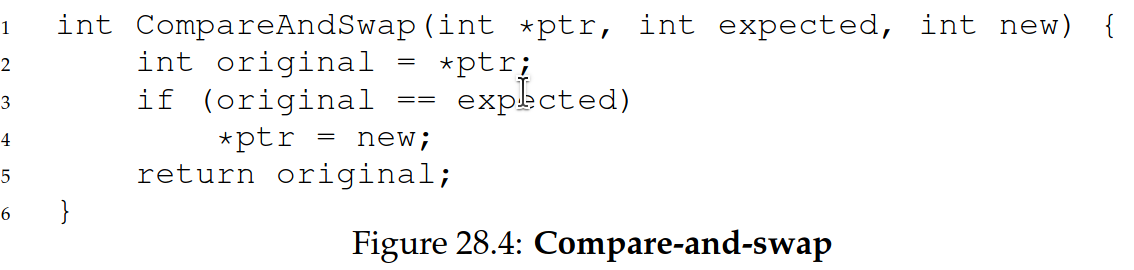 1 int CompareAndSwap(int *ptr, int expected, int new) {
2 int original = *ptr;
3 if (original == expected)
4 *ptr = new;
5 return original;
6 }
Figure 28.4: Compare-and-swap